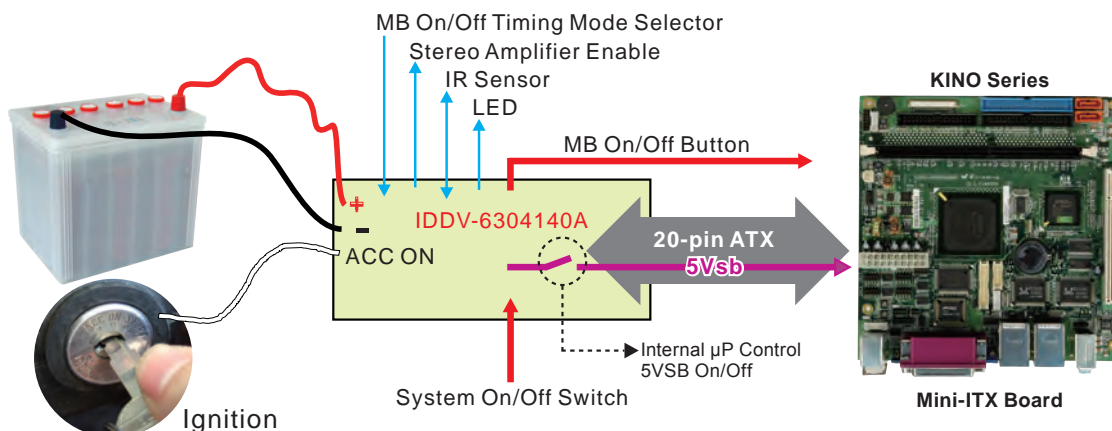 MB On/Off Timing Mode Selector
Stereo Amplifier Enable
IR Sensor
LED
KINO Series
MB On/Off Button
+
-
IDDV-6304140A
ACC ON
20-pin ATX
5Vsb
Internal µP Control
5VSB On/Off
System On/Off Switch
Mini-ITX Board
ACC ON
Ignition